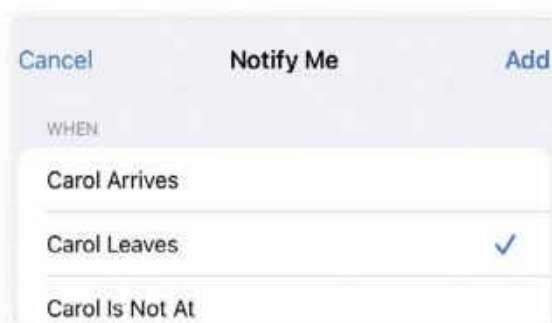 Cancel Notify Me Add
WHEN
Carol Arrives
Carol Leaves
Carol Is Not At